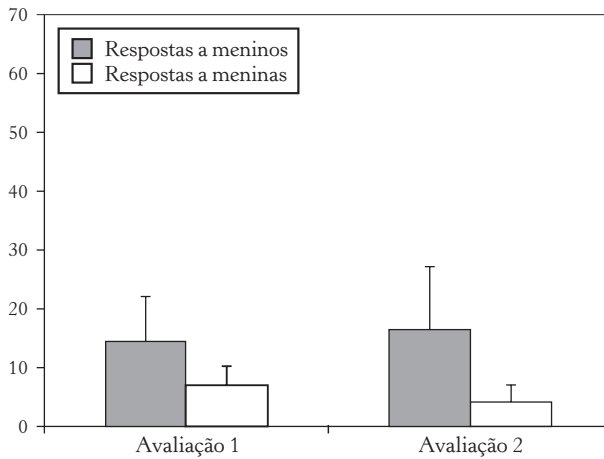 70
60
50
40
30
20
10
0
Respostas a meninos
Respostas a meninas
Avaliação 1
Avaliação 2